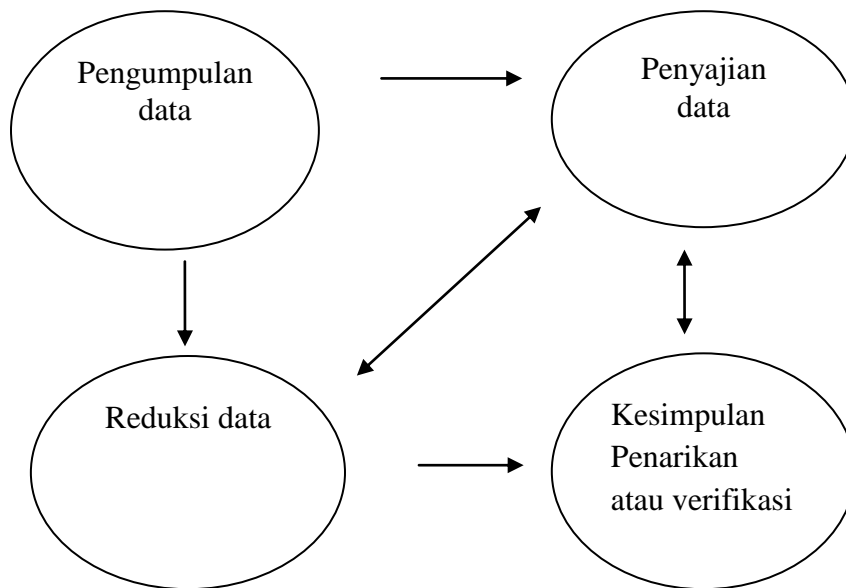 Pengumpulan
data
Penyajian
data
Reduksi data
Kesimpulan
Penarikan
atau verifikasi